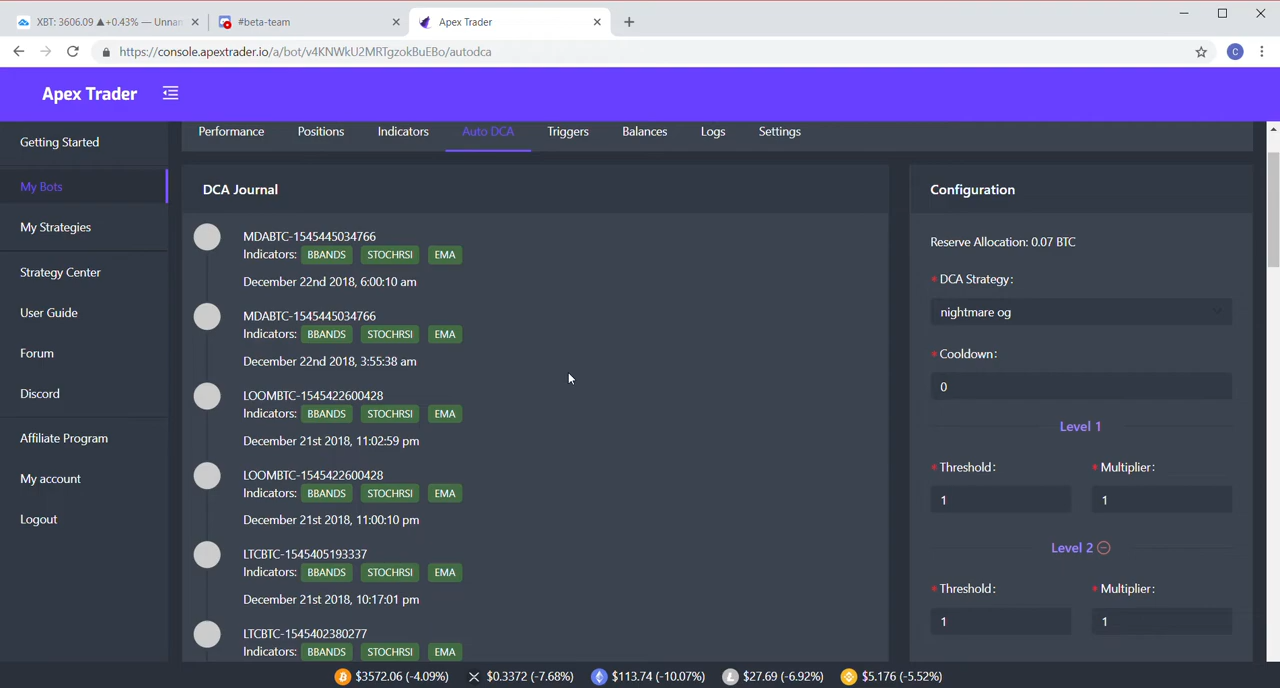 XBT: 3606.09 ▲+0.43% — Unnar
#beta-team
Apex Trader
https://console.apextrader.io/a/bot/v4KNWkU2MRTgzokBuEBo/autodca
C
Apex Trader
Getting Started
My Bots
My Strategies
Strategy Center
User Guide
Forum
Discord
Affiliate Program
My account
Logout
Performance Positions Indicators Auto DCA Triggers Balances Logs Settings
DCA Journal
MDABTC-1545445034766
Indicators: BBANDS STOCHRSI EMA
December 22nd 2018, 6:00:10 am
MDABTC-1545445034766
Indicators: BBANDS STOCHRSI EMA
December 22nd 2018, 3:55:38 am
LOOMBTC-1545422600428
Indicators: BBANDS STOCHRSI EMA
December 21st 2018, 11:02:59 pm
LOOMBTC-1545422600428
Indicators: BBANDS STOCHRSI EMA
December 21st 2018, 11:00:10 pm
LTCBTC-1545405193337
Indicators: BBANDS STOCHRSI EMA
December 21st 2018, 10:17:01 pm
LTCBTC-1545402380277
Indicators: BBANDS STOCHRSI EMA
Configuration
Reserve Allocation: 0.07 BTC
* DCA Strategy:
nightmare og
* Cooldown:
0
Level 1
* Threshold: * Multiplier:
1 1
Level 2
* Threshold: * Multiplier:
1 1
$3572.06 (-4.09%) $0.3372 (-7.68%) $113.74 (-10.07%) $27.69 (-6.92%) $5.176 (-5.52%)